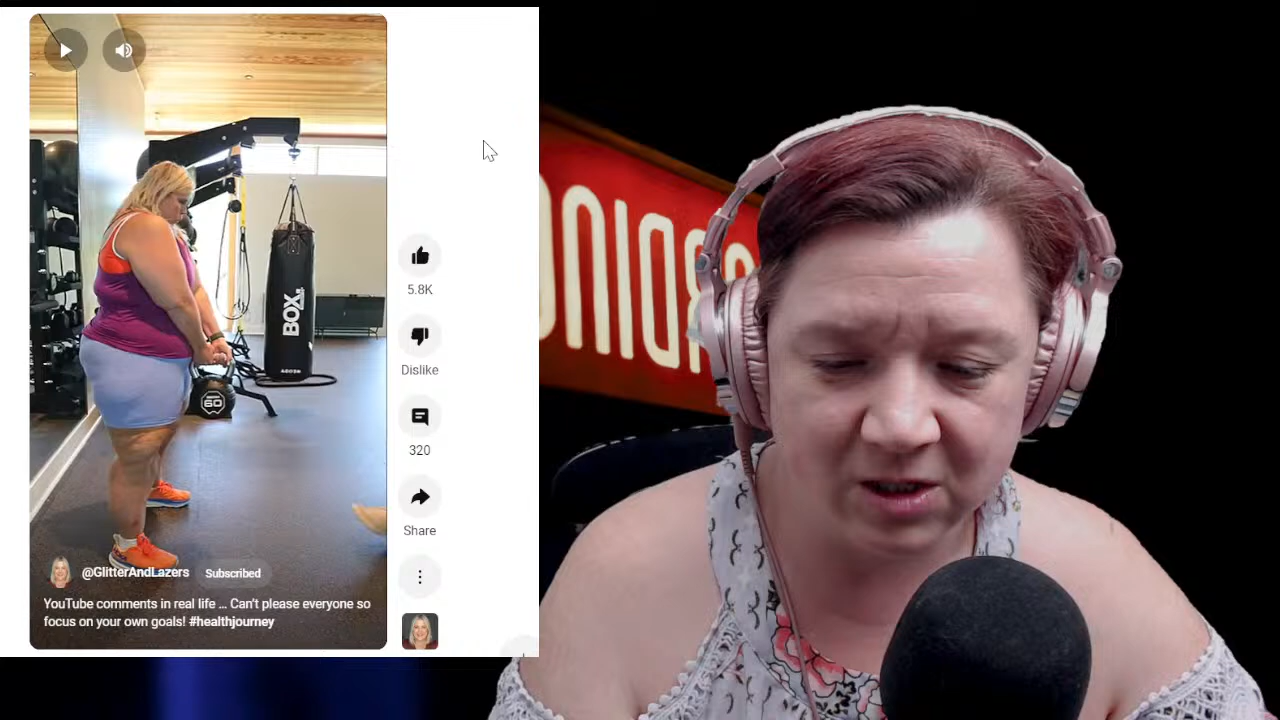 BOX
60
5.8K
Dislike
320
Share
@GlitterAndLazers Subscribed
YouTube comments in real life ... Can't please everyone so
focus on your own goals! #healthjourney